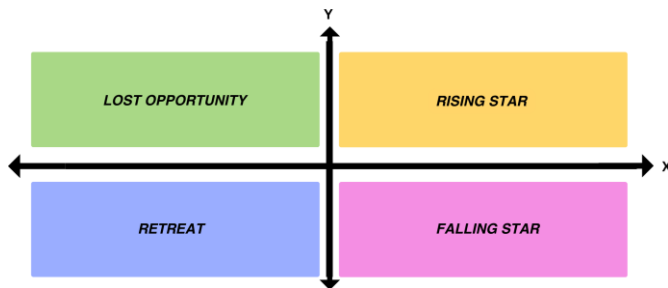 Y
LOST OPPORTUNITY
RISING STAR
X
RETREAT
FALLING STAR